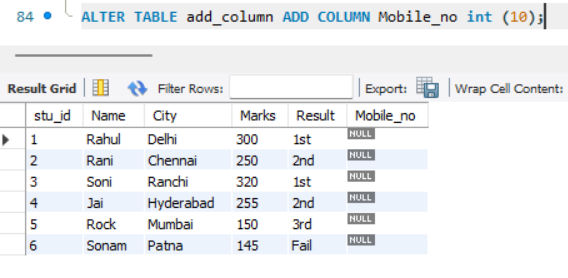 84 ALTER TABLE add_column ADD COLUMN Mobile_no int (10);
Result Grid Filter Rows: Export: Wrap Cell Content:
stu_id Name City Marks Result Mobile_no
1 Rahul Delhi 300 1st NULL
2 Rani Chennai 250 2nd NULL
3 Soni Ranchi 320 1st NULL
4 Jai Hyderabad 255 2nd NULL
5 Rock Mumbai 150 3rd NULL
6 Sonam Patna 145 Fail NULL